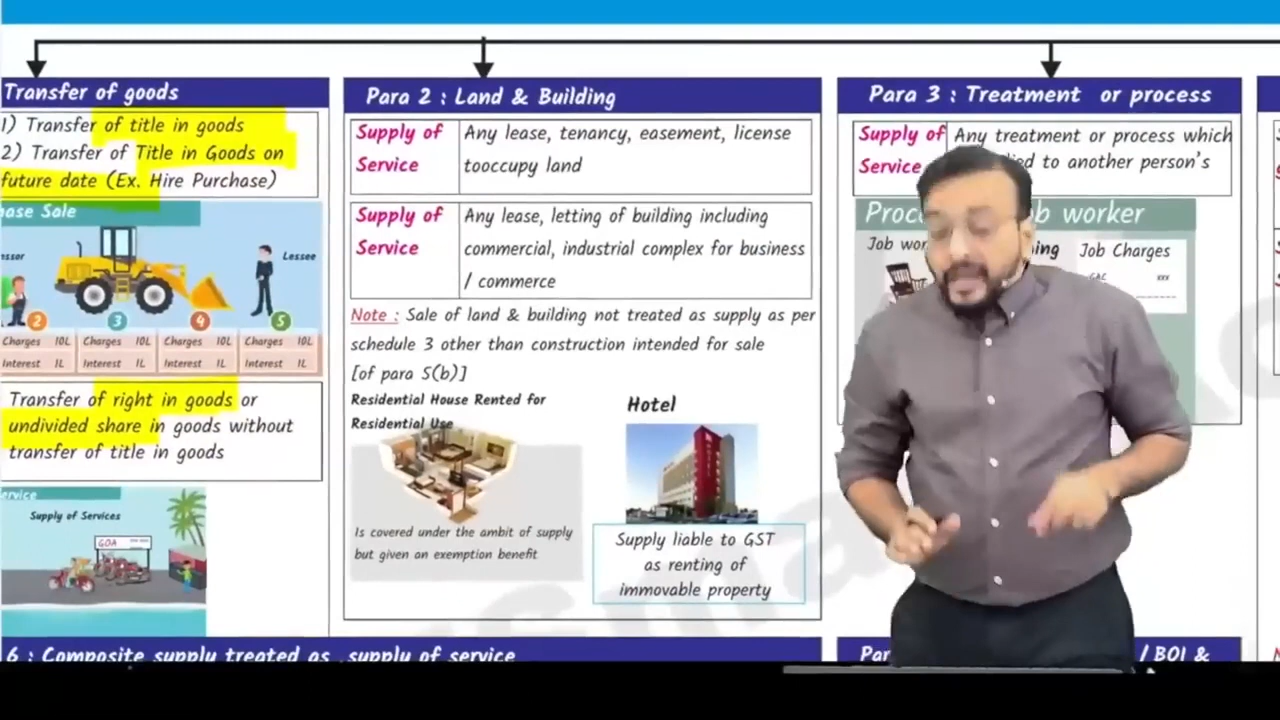 Transfer of goods
1) Transfer of title in goods
2) Transfer of Title in Goods on
future date (Ex. Hire Purchase)
Sale
Lessee
2 3 4 5
Charges 10L Charges 10L Charges 10L Charges 10L
Interest 1L Interest 1L Interest 1L Interest 1L
Transfer of right in goods or
undivided share in goods without
transfer of title in goods
Supply of Services
GOA
Para 2 : Land & Building
Supply of
Service
Any lease, tenancy, easement, license
tooccupy land
Supply of
Service
Any lease, letting of building including
commercial, industrial complex for business
/ commerce
Note : Sale of land & building not treated as supply as per
schedule 3 other than construction intended for sale
[of para 5(b)]
Residential House Rented for
Residential Use
Is covered under the ambit of supply
but given an exemption benefit
Hotel
Supply liable to GST
as renting of
immovable property
Para 3 : Treatment or process
Supply of
Service
Any treatment or process which
to another person's
worker
Job
Job Charges
xxx
6 : Composite supply treated as supply of service
/ BOI &